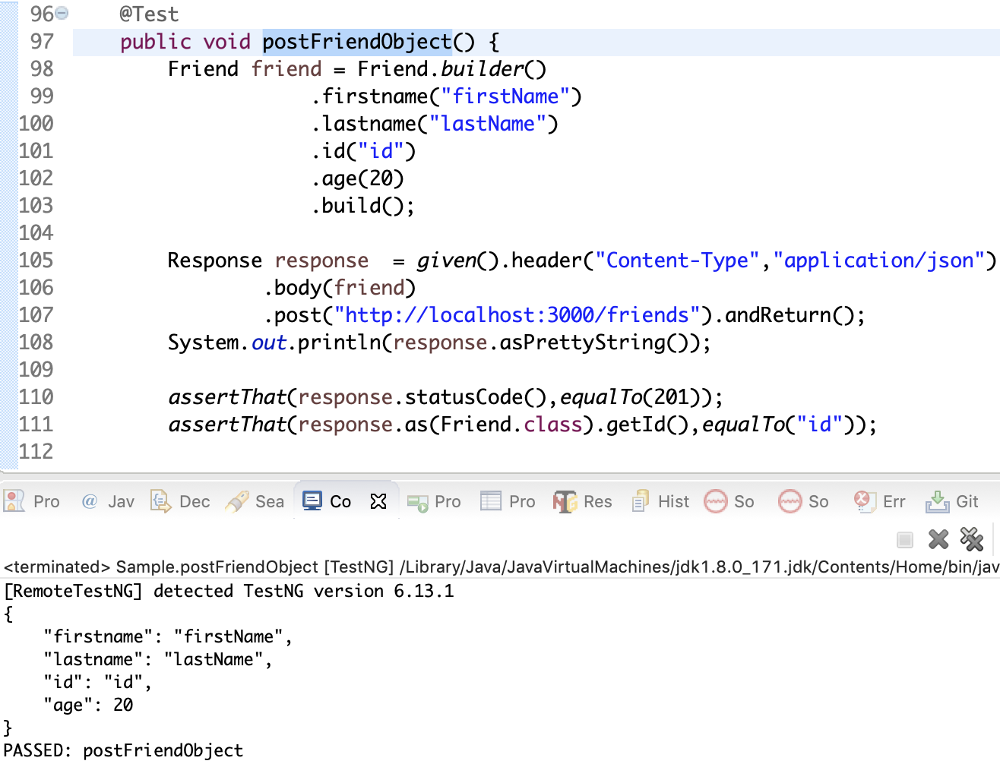 96 @Test
97 public void postFriendObject() {
98 Friend friend = Friend.builder()
99 .firstname("firstName")
100 .lastname("lastName")
101 .id("id")
102 .age(20)
103 .build();
104
105 Response response  = given().header("Content-Type","application/json")
106 .body(friend)
107 .post("http://localhost:3000/friends").andReturn();
108 System.out.println(response.asPrettyString());
109
110 assertThat(response.statusCode(),equalTo(201));
111 assertThat(response.as(Friend.class).getId(),equalTo("id"));
112
Pro @ Jav Dec Sea Co Pro Pro Res Hist So So Err Git
<terminated> Sample.postFriendObject [TestNG] /Library/Java/JavaVirtualMachines/jdk1.8.0_171.jdk/Contents/Home/bin/jav
[RemoteTestNG] detected TestNG version 6.13.1
{
"firstname": "firstName",
"lastname": "lastName",
"id": "id",
"age": 20
}
PASSED: postFriendObject